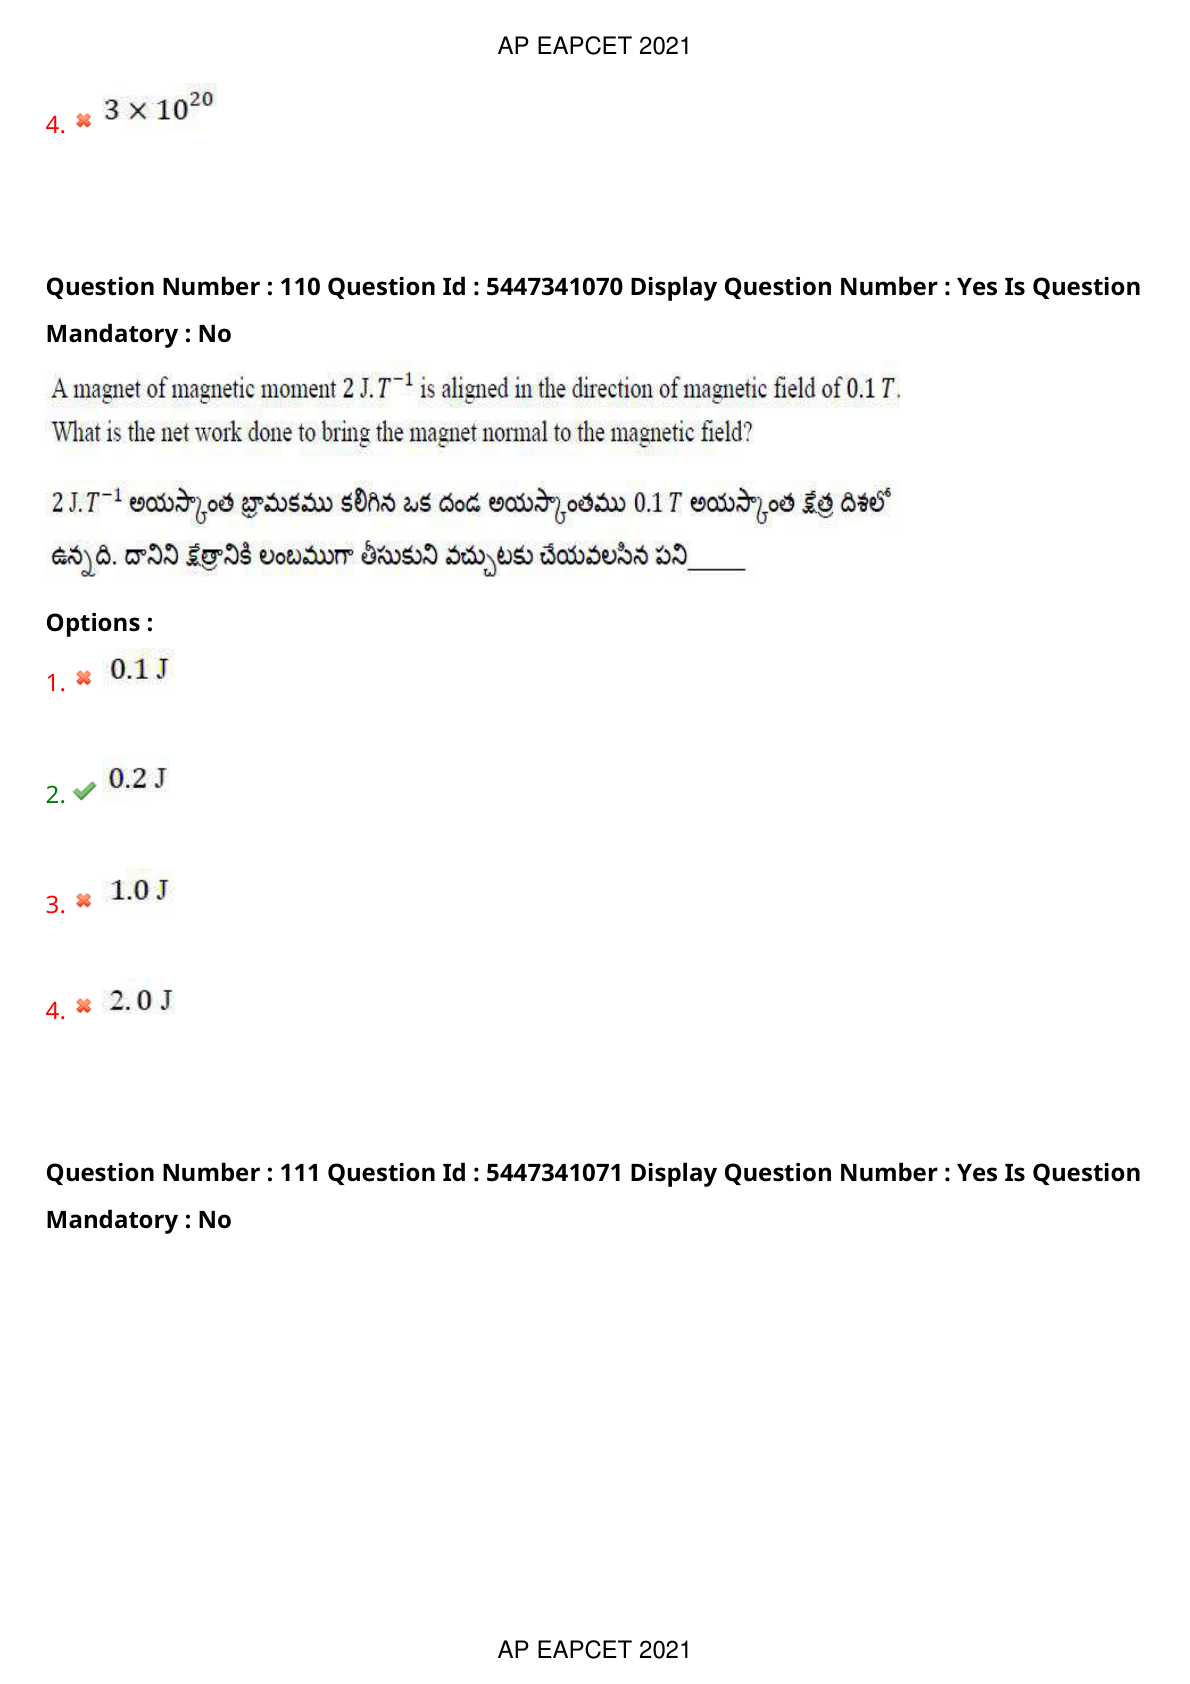 AP EAPCET 2021
4. ✖ 3 × 10²⁰
Question Number : 110 Question Id : 5447341070 Display Question Number : Yes Is Question
Mandatory : No
A magnet of magnetic moment 2 J.T⁻¹ is aligned in the direction of magnetic field of 0.1 T.
What is the net work done to bring the magnet normal to the magnetic field?
2 J.T⁻¹ అయస్కాంత భ్రామకము కలిగిన ఒక దండ అయస్కాంతము 0.1 T అయస్కాంత క్షేత్ర దిశలో
ఉన్నది. దానిని క్షేత్రానికి లంబముగా తీసుకుని వచ్చుటకు చేయవలసిన పని_____
Options :
1. ✖ 0.1 J
2. ✔ 0.2 J
3. ✖ 1.0 J
4. ✖ 2.0 J
Question Number : 111 Question Id : 5447341071 Display Question Number : Yes Is Question
Mandatory : No
AP EAPCET 2021